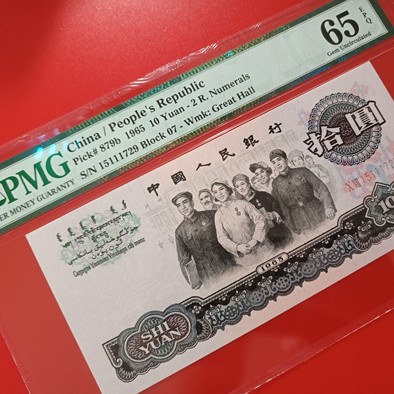 65 EPQ
Gem Uncirculated
China / People's Republic
Pick# 879b 1965 10 Yuan - 2 R. Numerals
S/N 15111729 Block 07 - Wmk: Great Hall
PMG
MONEY GUARANTY
中國人民銀行
拾圓
1965
SHI
YUAN
10